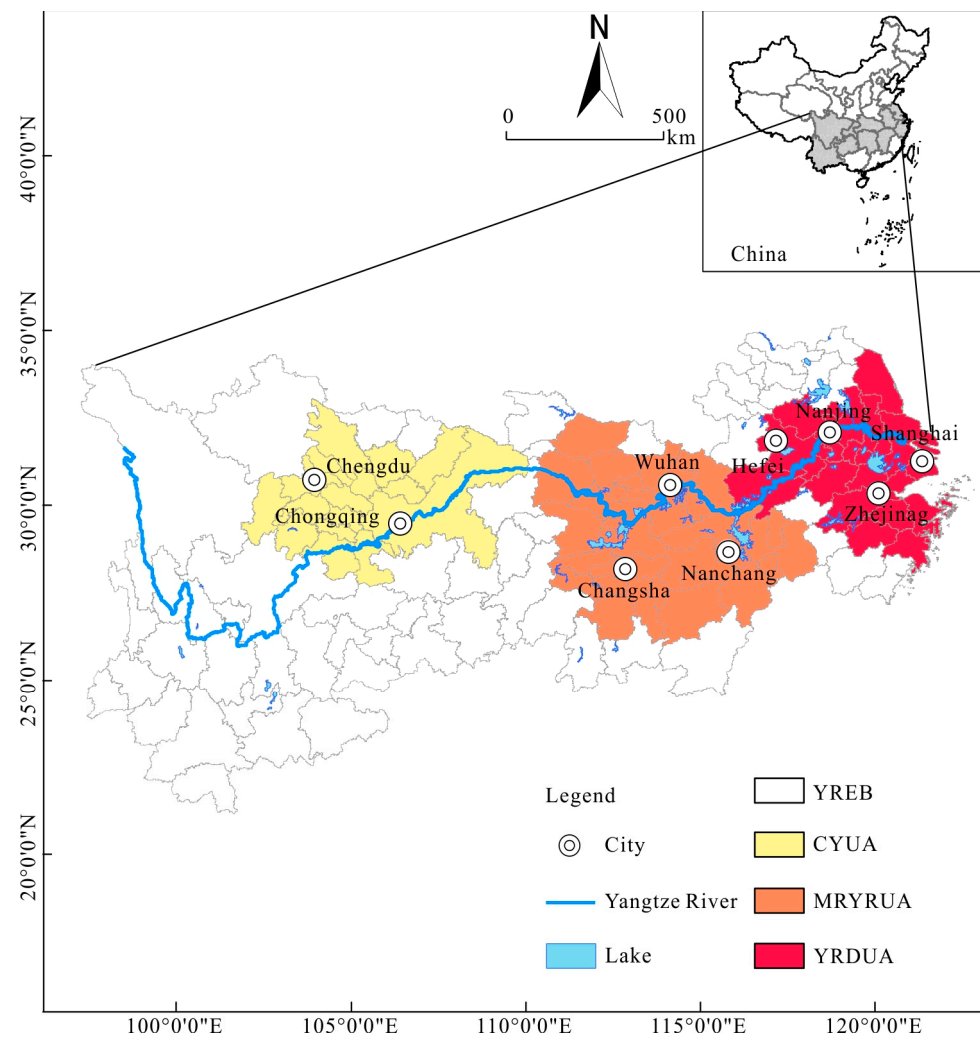 N
0 500
km
China
40°0'0"N
35°0'0"N
30°0'0"N
25°0'0"N
20°0'0"N
Nanjing
Shanghai
Hefei
Wuhan
Chengdu
Chongqing
Zhejinag
Nanchang
Changsha
Legend
City
Yangtze River
Lake
YREB
CYUA
MRYRUA
YRDUA
100°0'0"E
105°0'0"E
110°0'0"E
115°0'0"E
120°0'0"E